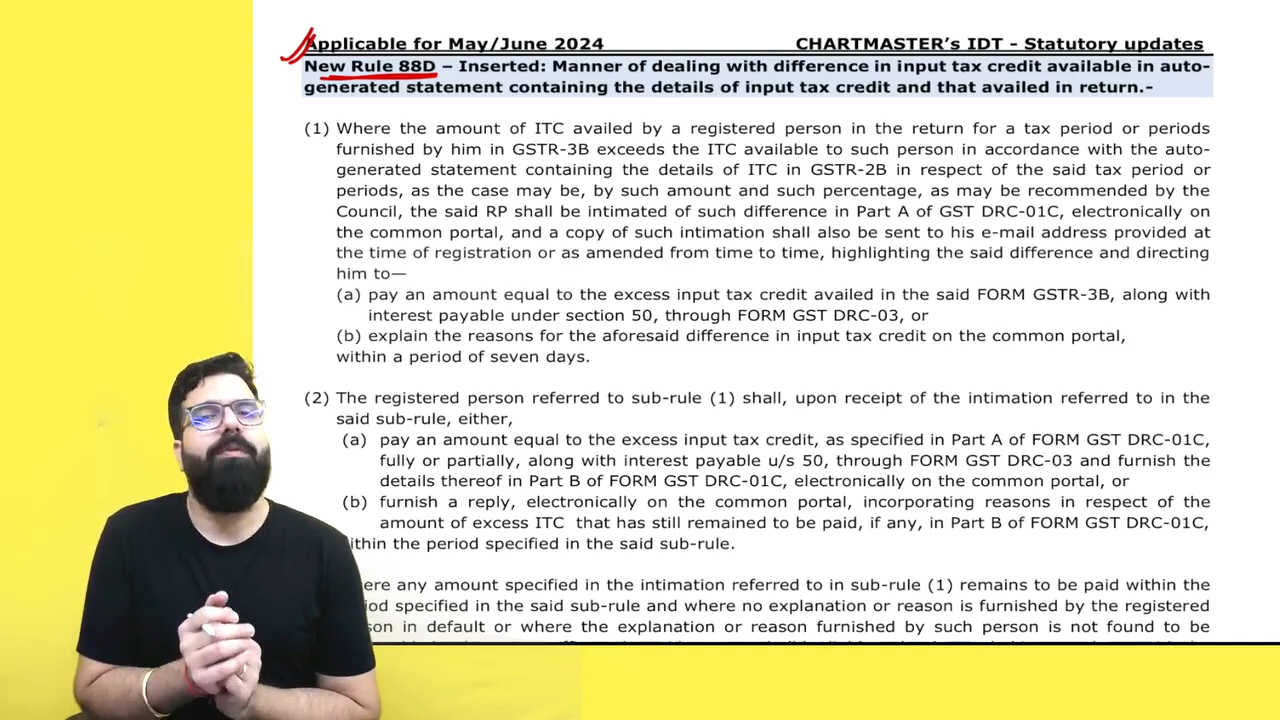 Applicable for May/June 2024 CHARTMASTER's IDT - Statutory updates
New Rule 88D – Inserted: Manner of dealing with difference in input tax credit available in auto-
generated statement containing the details of input tax credit and that availed in return.-
(1) Where the amount of ITC availed by a registered person in the return for a tax period or periods
furnished by him in GSTR-3B exceeds the ITC available to such person in accordance with the auto-
generated statement containing the details of ITC in GSTR-2B in respect of the said tax period or
periods, as the case may be, by such amount and such percentage, as may be recommended by the
Council, the said RP shall be intimated of such difference in Part A of GST DRC-01C, electronically on
the common portal, and a copy of such intimation shall also be sent to his e-mail address provided at
the time of registration or as amended from time to time, highlighting the said difference and directing
him to—
(a) pay an amount equal to the excess input tax credit availed in the said FORM GSTR-3B, along with
interest payable under section 50, through FORM GST DRC-03, or
(b) explain the reasons for the aforesaid difference in input tax credit on the common portal,
within a period of seven days.
(2) The registered person referred to sub-rule (1) shall, upon receipt of the intimation referred to in the
said sub-rule, either,
(a) pay an amount equal to the excess input tax credit, as specified in Part A of FORM GST DRC-01C,
fully or partially, along with interest payable u/s 50, through FORM GST DRC-03 and furnish the
details thereof in Part B of FORM GST DRC-01C, electronically on the common portal, or
(b) furnish a reply, electronically on the common portal, incorporating reasons in respect of the
amount of excess ITC that has still remained to be paid, if any, in Part B of FORM GST DRC-01C,
the period specified in the said sub-rule.
any amount specified in the intimation referred to in sub-rule (1) remains to be paid within the
specified in the said sub-rule and where no explanation or reason is furnished by the registered
in default or where the explanation or reason furnished by such person is not found to be